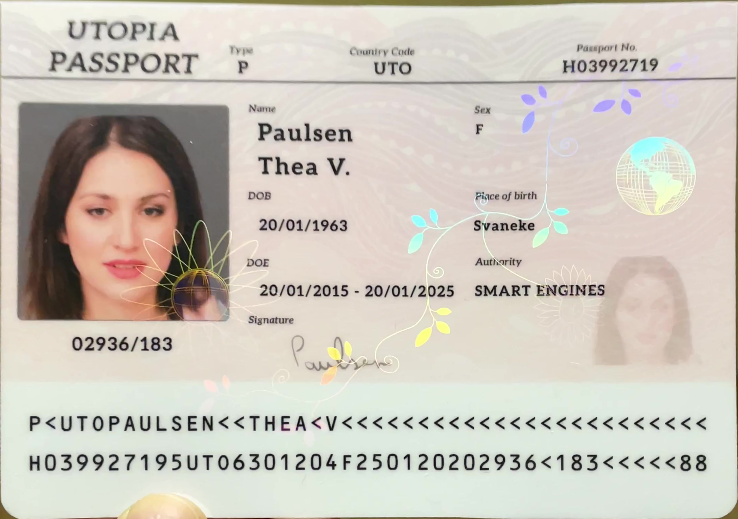 UTOPIA
PASSPORT
Type
P
Country Code
UTO
Passport No.
H03992719
Name
Paulsen
Thea V.
Sex
F
DOB
20/01/1963
Place of birth
Svaneke
DOE
20/01/2015 - 20/01/2025
Authority
SMART ENGINES
Signature
Paulsen
02936/183
P<UTOPAULSEN<<THEA<V<<<<<<<<<<<<<<<<<<<<<<<<
H039927195UTO6301204F250120202936<183<<<<<88